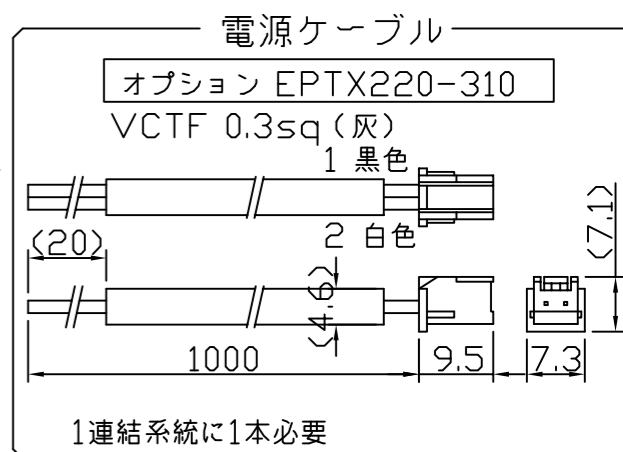 電源ケーブル
オプション EPTX220-310
VCTF 0.3sq（灰）
1 黒色
2 白色
(20)
(4.6)
(7.1)
1000
9.5
7.3
1連結系統に1本必要